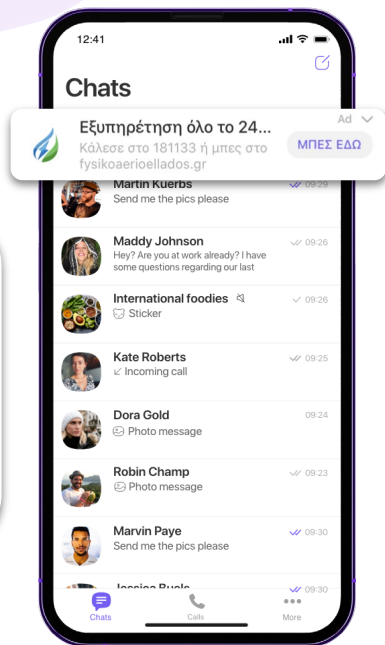 12:41
Chats
Ad
Εξυπηρέτηση όλο το 24...
Κάλεσε στο 181133 ή μπες στο
fysikoaerioellados.gr
ΜΠΕΣ ΕΔΩ
Martin Kuerbs
09:29
Send me the pics please
Maddy Johnson
09:26
Hey? Are you at work already? I have
some questions regarding our last
International foodies
09:26
Sticker
Kate Roberts
09:25
Incoming call
Dora Gold
09:24
Photo message
Robin Champ
09:23
Photo message
Marvin Paye
09:30
Send me the pics please
09:30
Chats
Calls
More